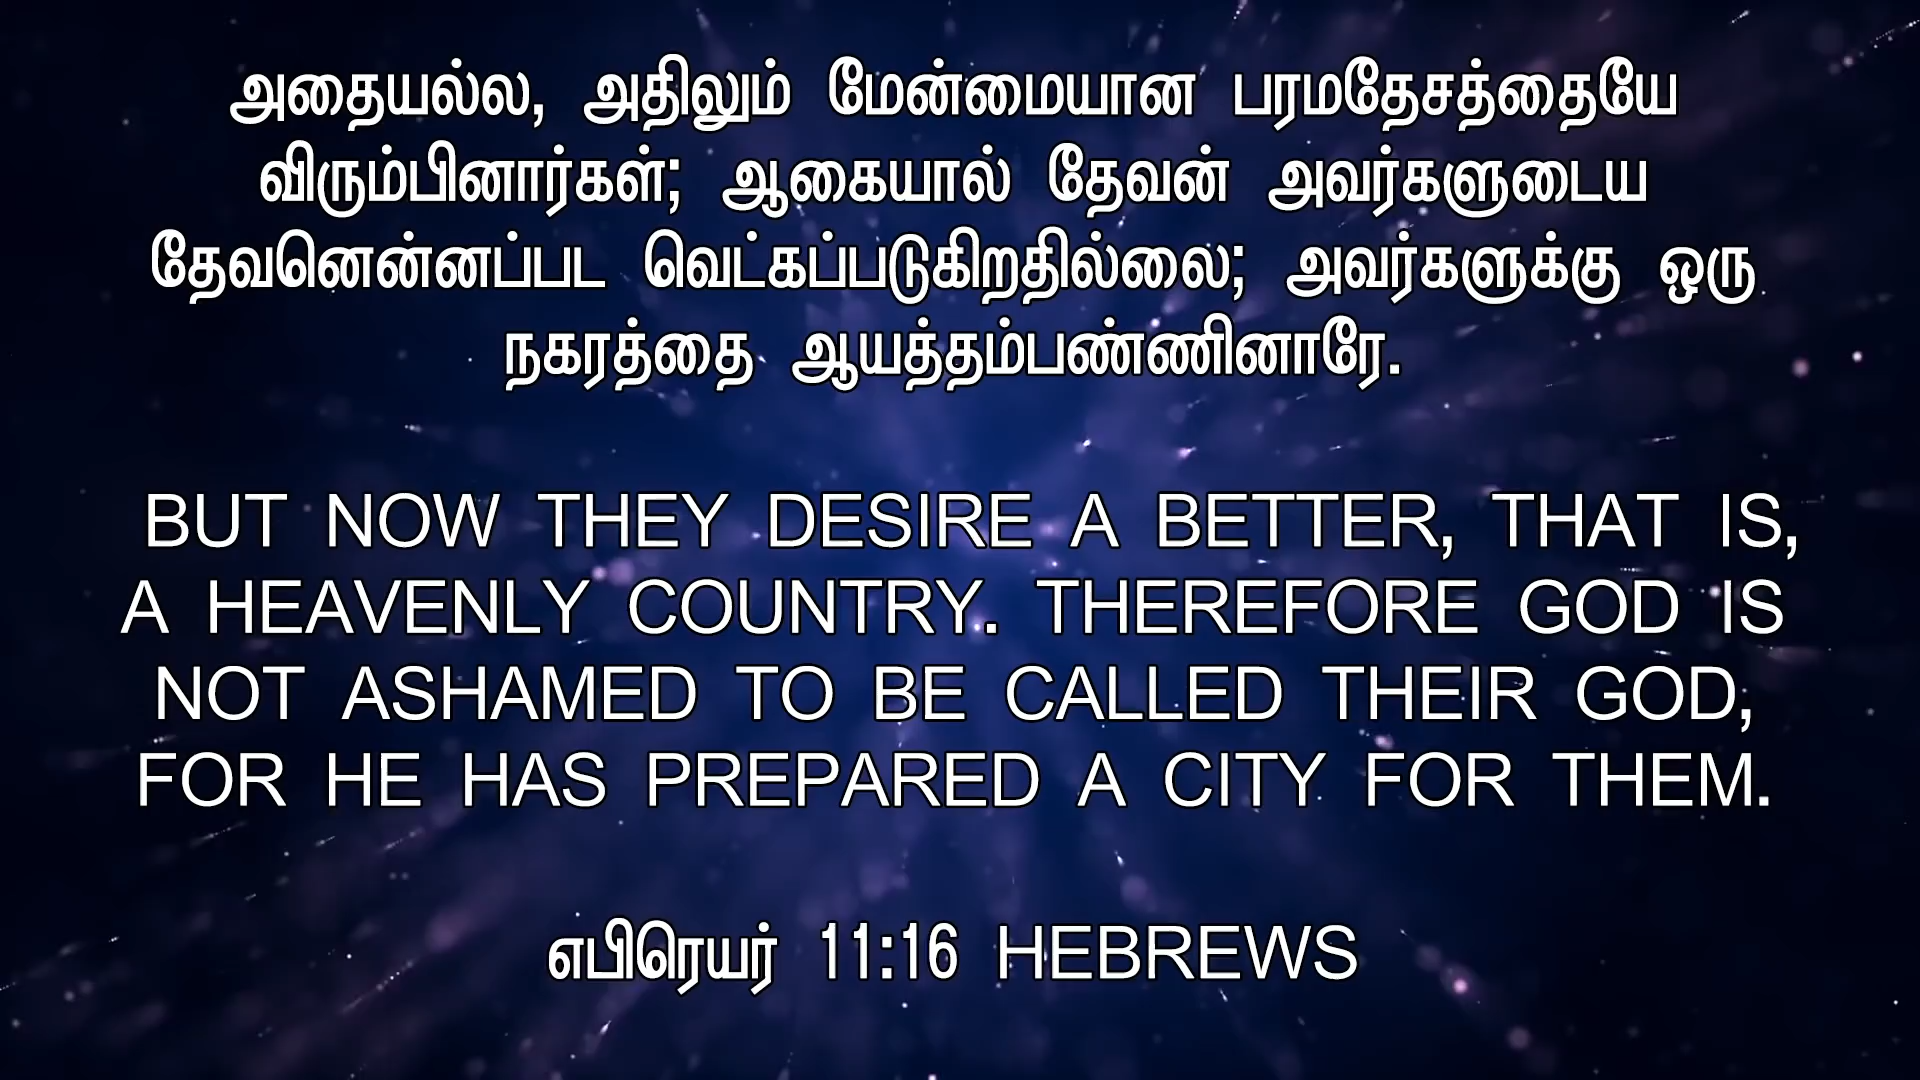 அதையல்ல, அதிலும் மேன்மையான பரமதேசத்தையே
விரும்பினார்கள்; ஆகையால் தேவன் அவர்களுடைய
தேவனென்னப்பட வெட்கப்படுகிறதில்லை; அவர்களுக்கு ஒரு
நகரத்தை ஆயத்தம்பண்ணினாரே.
BUT NOW THEY DESIRE A BETTER, THAT IS,
A HEAVENLY COUNTRY. THEREFORE GOD IS
NOT ASHAMED TO BE CALLED THEIR GOD,
FOR HE HAS PREPARED A CITY FOR THEM.
எபிரெயர் 11:16 HEBREWS